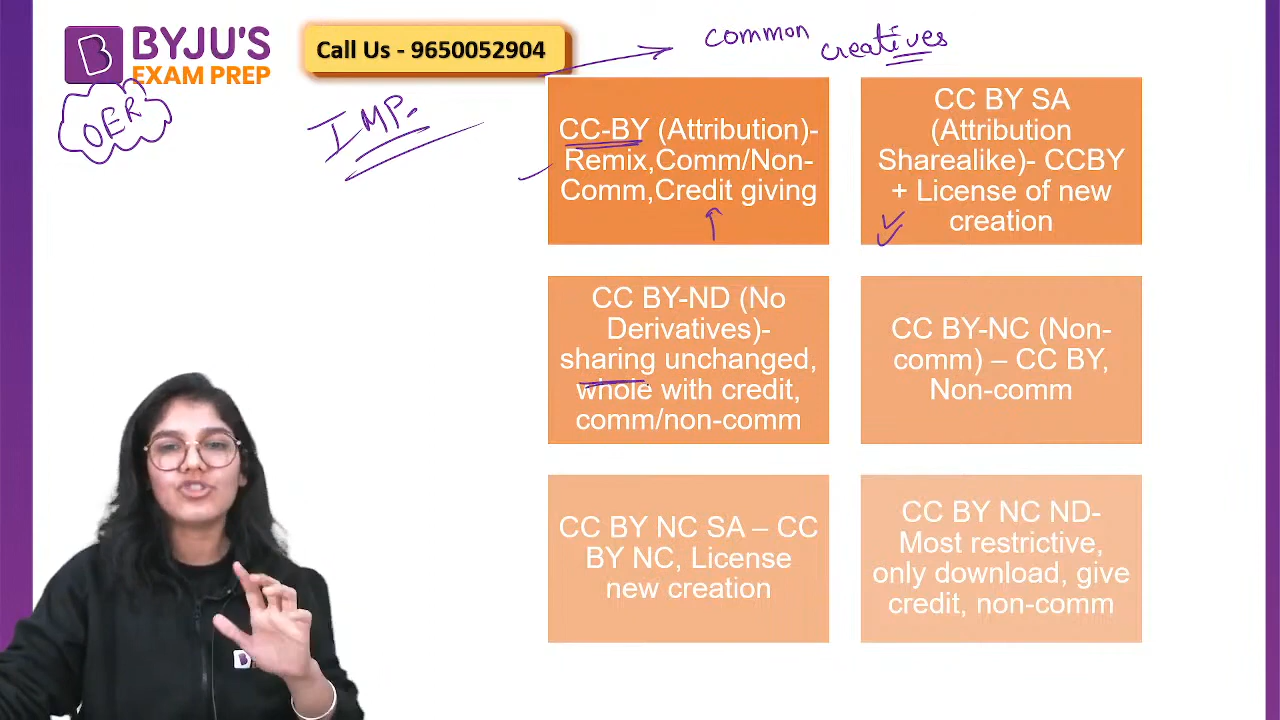 BYJU'S
EXAM PREP
Call Us - 9650052904
common
creatives
OER
IMP.
CC-BY (Attribution)-
Remix,Comm/Non-
Comm,Credit giving
CC BY SA
(Attribution
Sharealike)- CCBY
+ License of new
creation
CC BY-ND (No
Derivatives)-
sharing unchanged,
whole with credit,
comm/non-comm
CC BY-NC (Non-
comm) – CC BY,
Non-comm
CC BY NC SA – CC
BY NC, License
new creation
CC BY NC ND-
Most restrictive,
only download, give
credit, non-comm